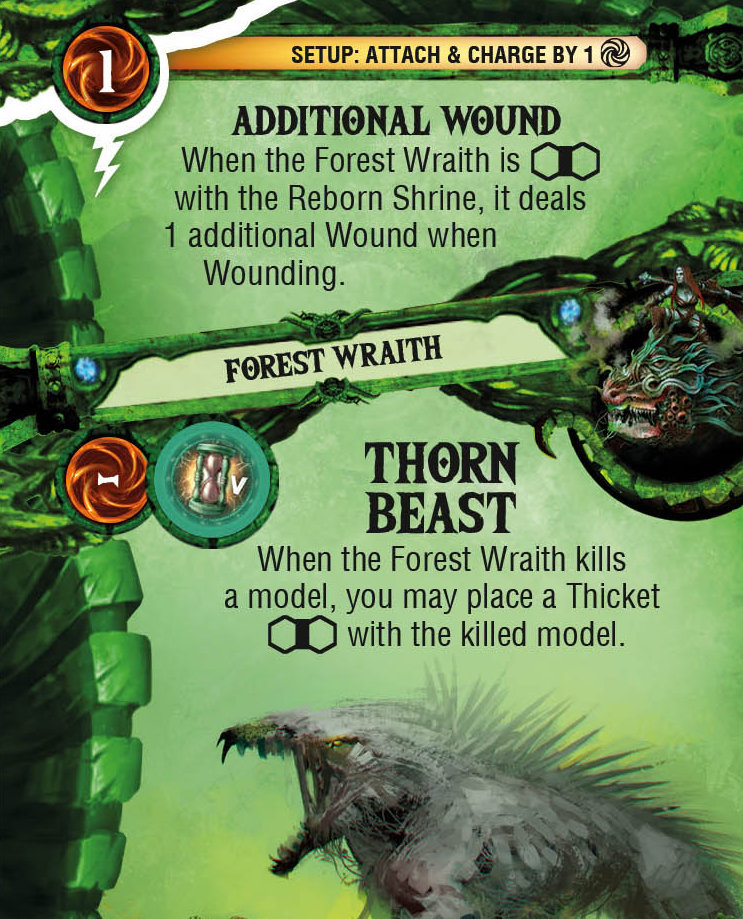 1
SETUP: ATTACH & CHARGE BY 1
ADDITIONAL WOUND
When the Forest Wraith is
with the Reborn Shrine, it deals
1 additional Wound when
Wounding.
FOREST WRAITH
I
V
THORN
BEAST
When the Forest Wraith kills
a model, you may place a Thicket
with the killed model.